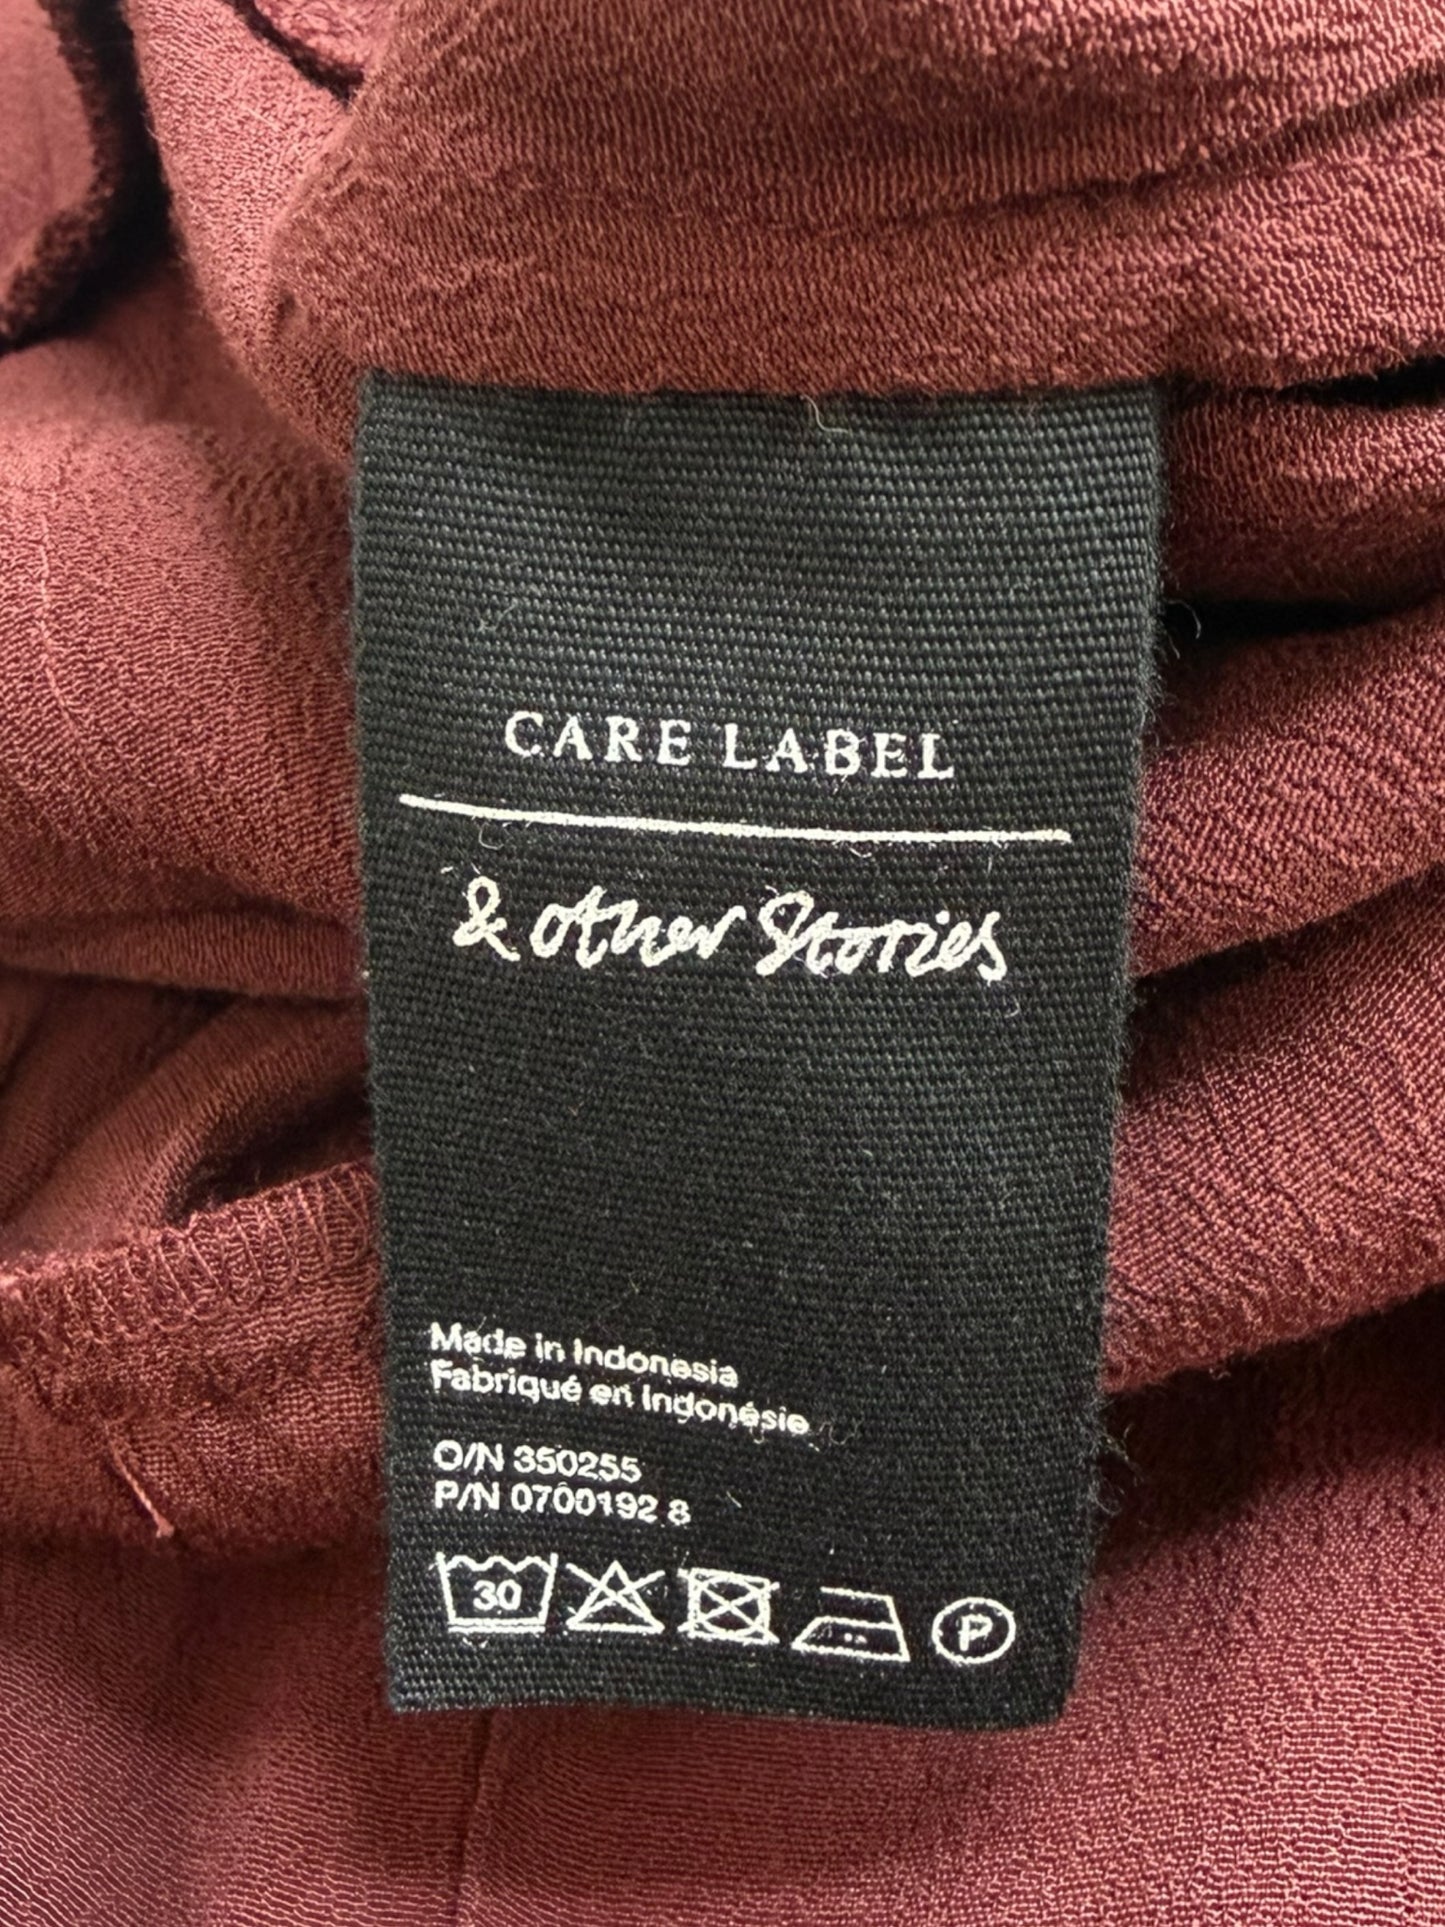 CARE LABEL
& other Stories
Made in Indonesia
Fabriqué en Indonésie
O/N 350255
P/N 0700192 8
30
P